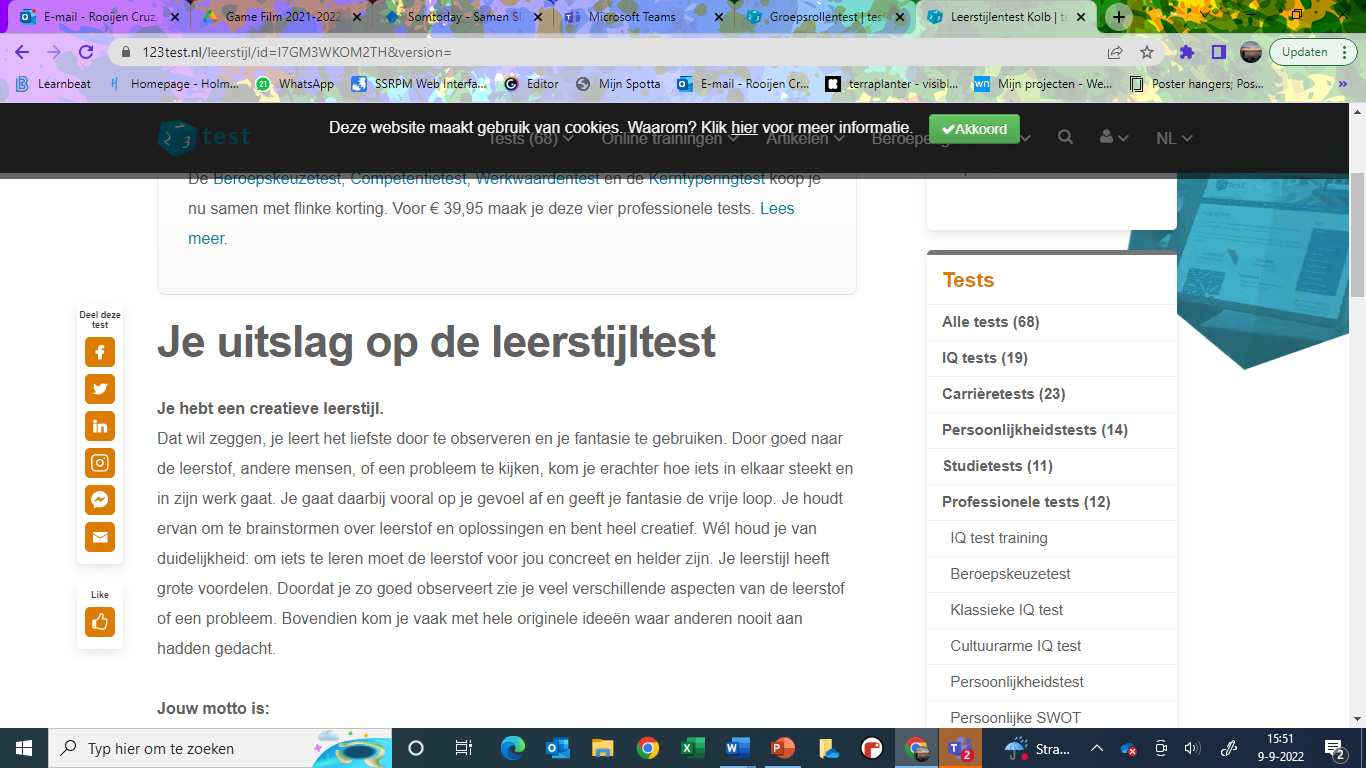 E-mail - Rooijen Cruz,
Game Film 2021-2022
Somtoday - Samen Sli
Microsoft Teams
Groepsrollentest | test
Leerstijlentest Kolb | te
123test.nl/leerstijl/id=I7GM3WKOM2TH&version=
Updaten
Learnbeat
Homepage - Holm...
WhatsApp
SSRPM Web Interfa...
Editor
Mijn Spotta
E-mail - Rooijen Cr...
terraplanter - visibl...
Mijn projecten - We...
Poster hangers; Pos...
»
Deze website maakt gebruik van cookies. Waarom? Klik hier voor meer informatie.
Akkoord
123 test
Tests (68)
Online trainingen
Artikelen
NL
De Beroepskeuzetest, Competentietest, Werkwaardentest en de Kerntyperingtest koop je
nu samen met flinke korting. Voor € 39,95 maak je deze vier professionele tests. Lees
meer.
Deel deze
test
Like
Je uitslag op de leerstijltest
Je hebt een creatieve leerstijl.
Dat wil zeggen, je leert het liefste door te observeren en je fantasie te gebruiken. Door goed naar
de leerstof, andere mensen, of een probleem te kijken, kom je erachter hoe iets in elkaar steekt en
in zijn werk gaat. Je gaat daarbij vooral op je gevoel af en geeft je fantasie de vrije loop. Je houdt
ervan om te brainstormen over leerstof en oplossingen en bent heel creatief. Wél houd je van
duidelijkheid: om iets te leren moet de leerstof voor jou concreet en helder zijn. Je leerstijl heeft
grote voordelen. Doordat je zo goed observeert zie je veel verschillende aspecten van de leerstof
of een probleem. Bovendien kom je vaak met hele originele ideeën waar anderen nooit aan
hadden gedacht.
Jouw motto is:
Tests
Alle tests (68)
IQ tests (19)
Carrièretests (23)
Persoonlijkheidstests (14)
Studietests (11)
Professionele tests (12)
IQ test training
Beroepskeuzetest
Klassieke IQ test
Cultuurarme IQ test
Persoonlijkheidstest
Persoonlijke SWOT
Typ hier om te zoeken
Stra...
15:51
9-9-2022
2